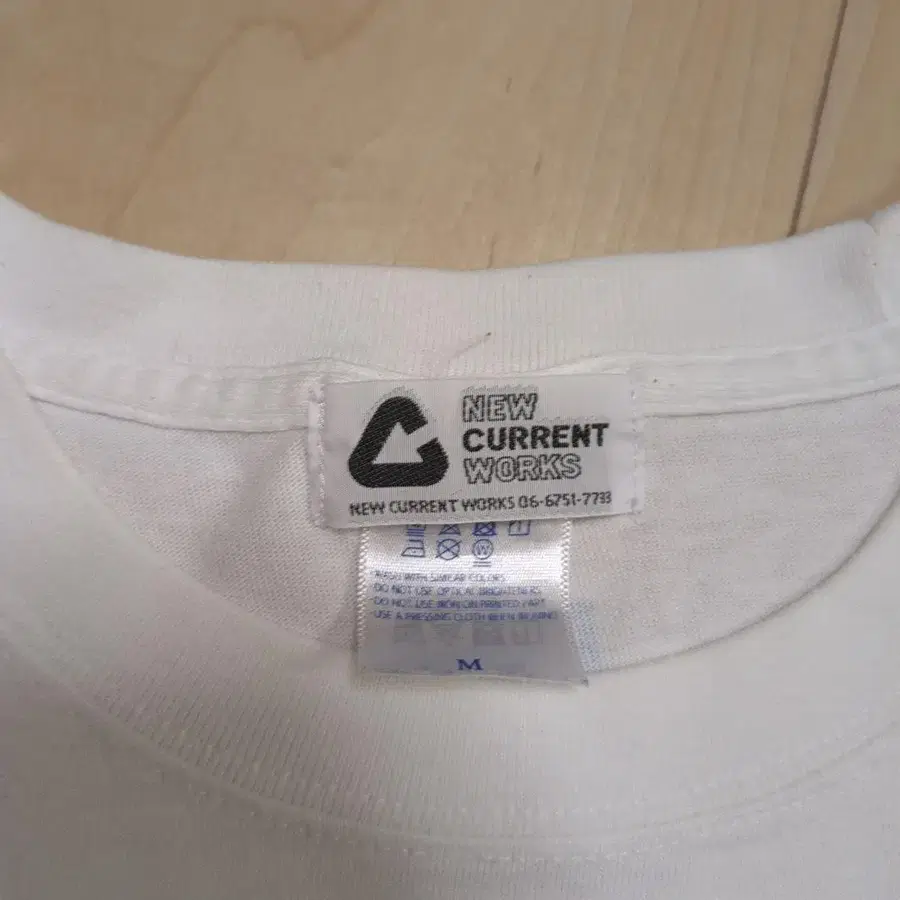 NEW
CURRENT
WORKS
NEW CURRENT WORKS 06-6751-7733
W
WASH WITH SIMILAR COLORS
DO NOT USE OPTICAL BRIGHTENERS
DO NOT USE IRON ON PRINTED PART
USE A PRESSING CLOTH WHEN IRONING
M